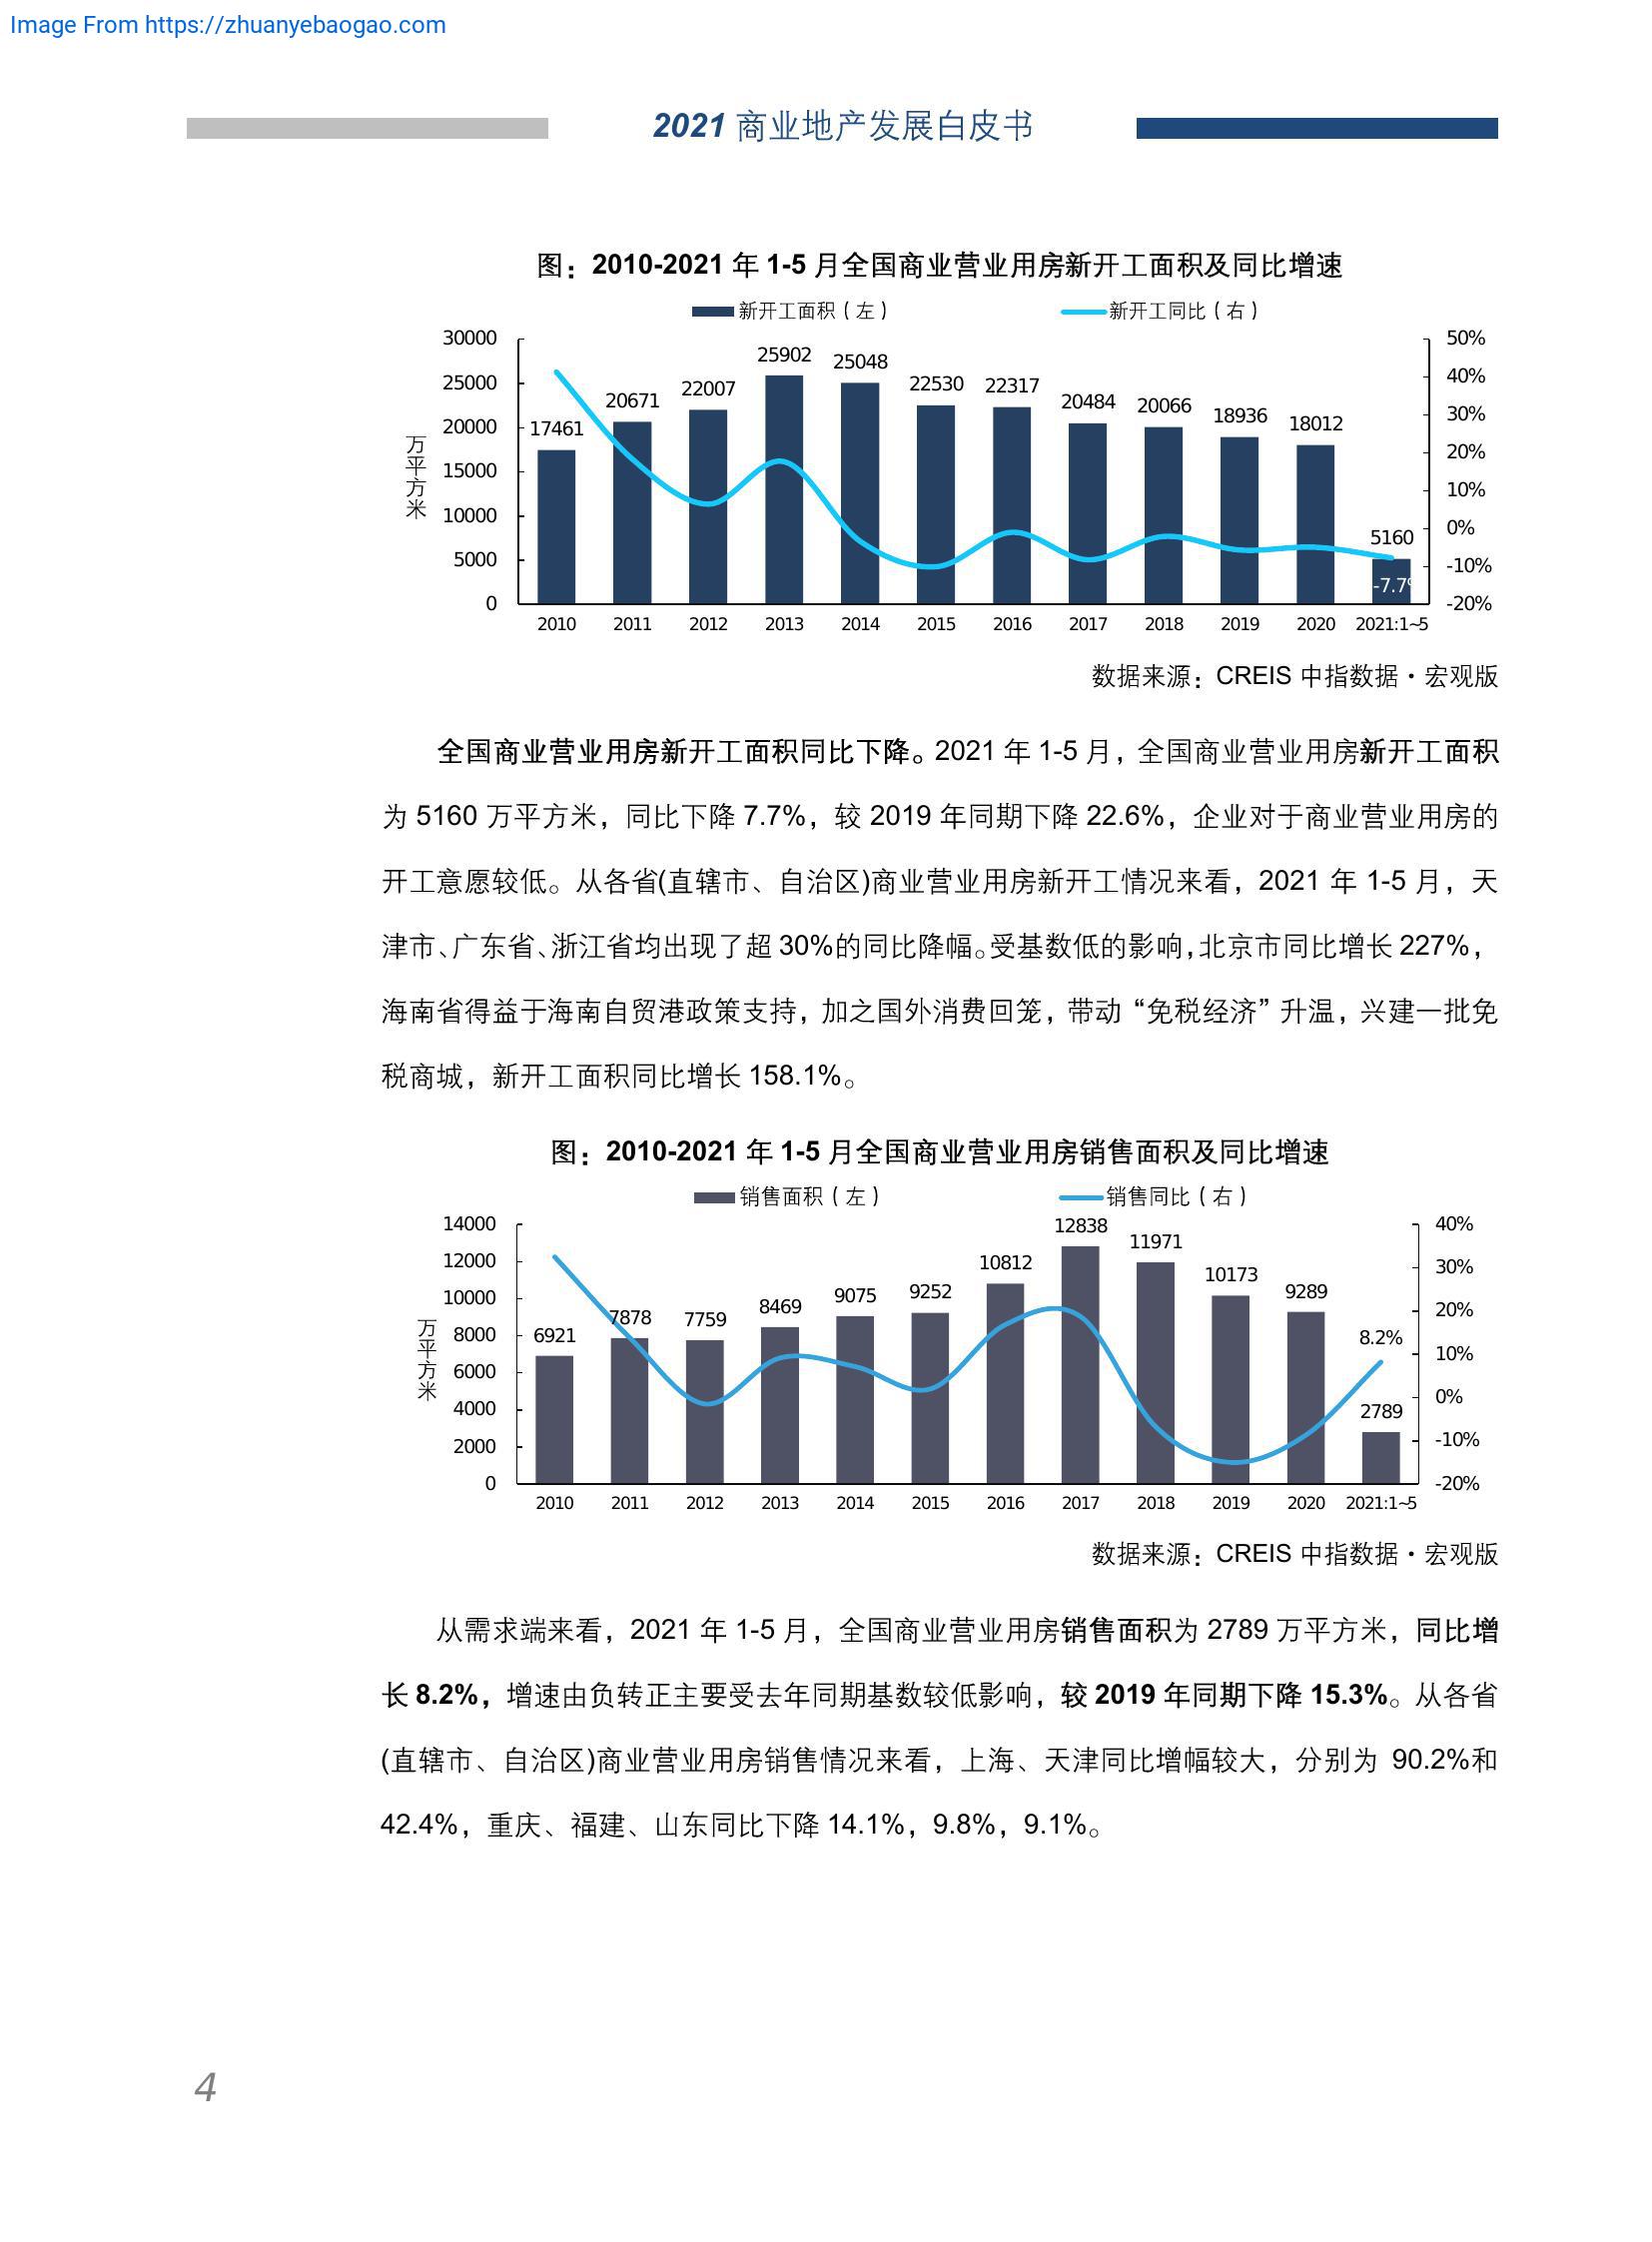 Image From https://zhuanyebaogao.com
2021 商业地产发展白皮书
图：2010-2021 年 1-5 月全国商业营业用房新开工面积及同比增速
新开工面积（左） 新开工同比（右）
30000 25000 20000 15000 10000 5000 0
万平方米
17461 20671 22007 25902 25048 22530 22317 20484 20066 18936 18012 5160
-7.7%
50% 40% 30% 20% 10% 0% -10% -20%
2010 2011 2012 2013 2014 2015 2016 2017 2018 2019 2020 2021:1~5
数据来源：CREIS 中指数据·宏观版
全国商业营业用房新开工面积同比下降。2021 年 1-5 月，全国商业营业用房新开工面积
为 5160 万平方米，同比下降 7.7%，较 2019 年同期下降 22.6%，企业对于商业营业用房的
开工意愿较低。从各省(直辖市、自治区)商业营业用房新开工情况来看，2021 年 1-5 月，天
津市、广东省、浙江省均出现了超 30%的同比降幅。受基数低的影响，北京市同比增长 227%，
海南省得益于海南自贸港政策支持，加之国外消费回笼，带动“免税经济”升温，兴建一批免
税商城，新开工面积同比增长 158.1%。
图：2010-2021 年 1-5 月全国商业营业用房销售面积及同比增速
销售面积（左） 销售同比（右）
14000 12000 10000 8000 6000 4000 2000 0
万平方米
6921 7878 7759 8469 9075 9252 10812 12838 11971 10173 9289 2789
8.2%
40% 30% 20% 10% 0% -10% -20%
2010 2011 2012 2013 2014 2015 2016 2017 2018 2019 2020 2021:1~5
数据来源：CREIS 中指数据·宏观版
从需求端来看，2021 年 1-5 月，全国商业营业用房销售面积为 2789 万平方米，同比增
长 8.2%，增速由负转正主要受去年同期基数较低影响，较 2019 年同期下降 15.3%。从各省
(直辖市、自治区)商业营业用房销售情况来看，上海、天津同比增幅较大，分别为 90.2%和
42.4%，重庆、福建、山东同比下降 14.1%，9.8%，9.1%。
4